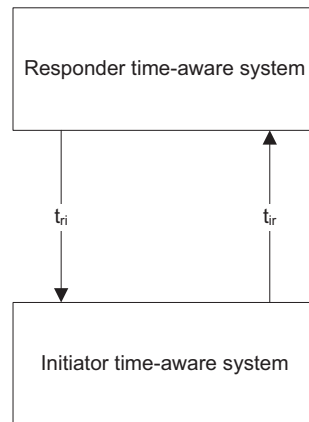 Responder time-aware system
tri
tir
Initiator time-aware system